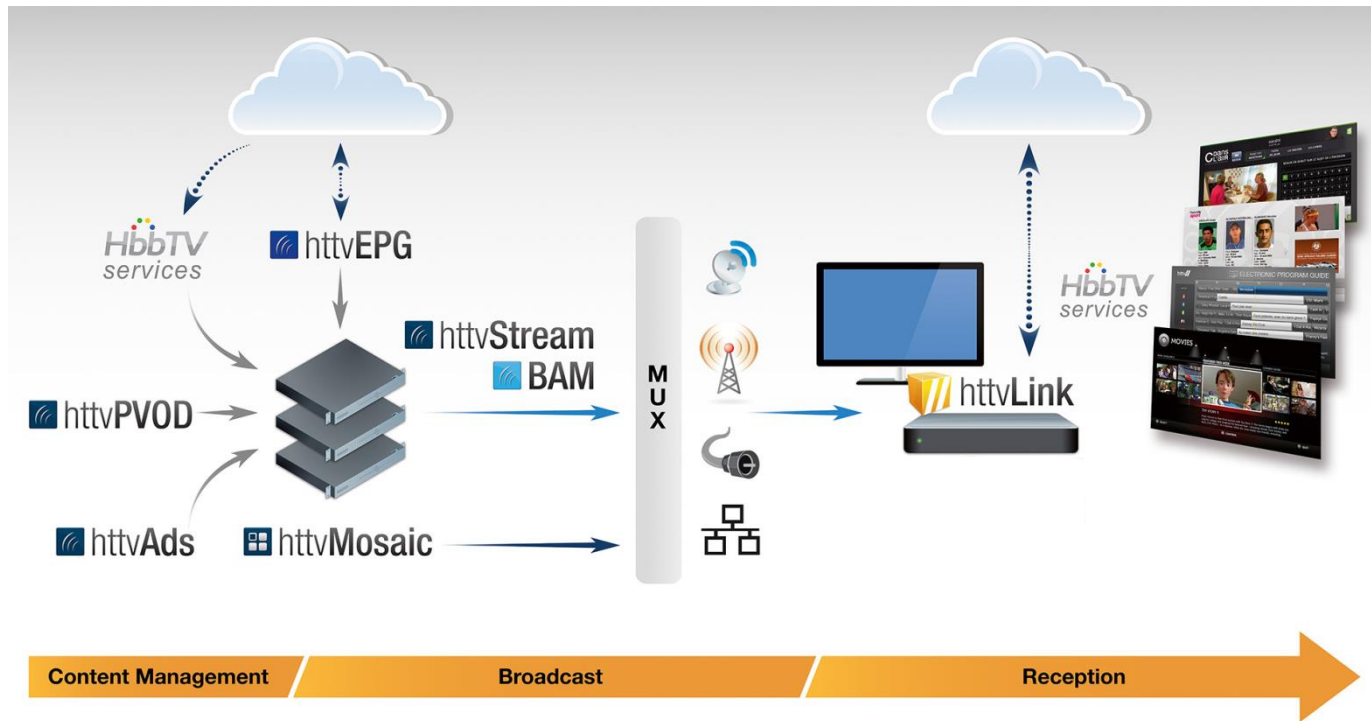 HbbTV
services
httvEPG
httvStream
BAM
httvPVOD
httvAds
httvMosaic
MUX
httvLink
HbbTV
services
ELECTRONIC PROGRAM GUIDE
MOVIES
Content Management
Broadcast
Reception